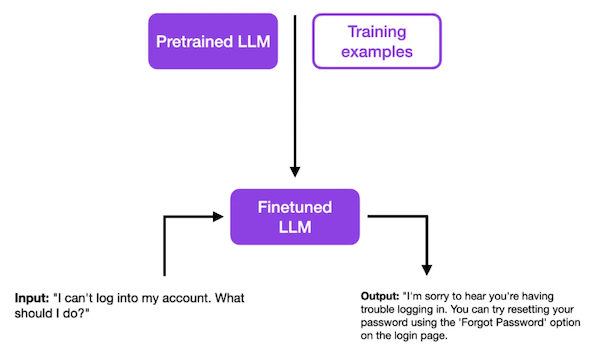 Pretrained LLM
Training
examples
Finetuned
LLM
Input: "I can't log into my account. What
should I do?"
Output: "I'm sorry to hear you're having
trouble logging in. You can try resetting your
password using the 'Forgot Password' option
on the login page.